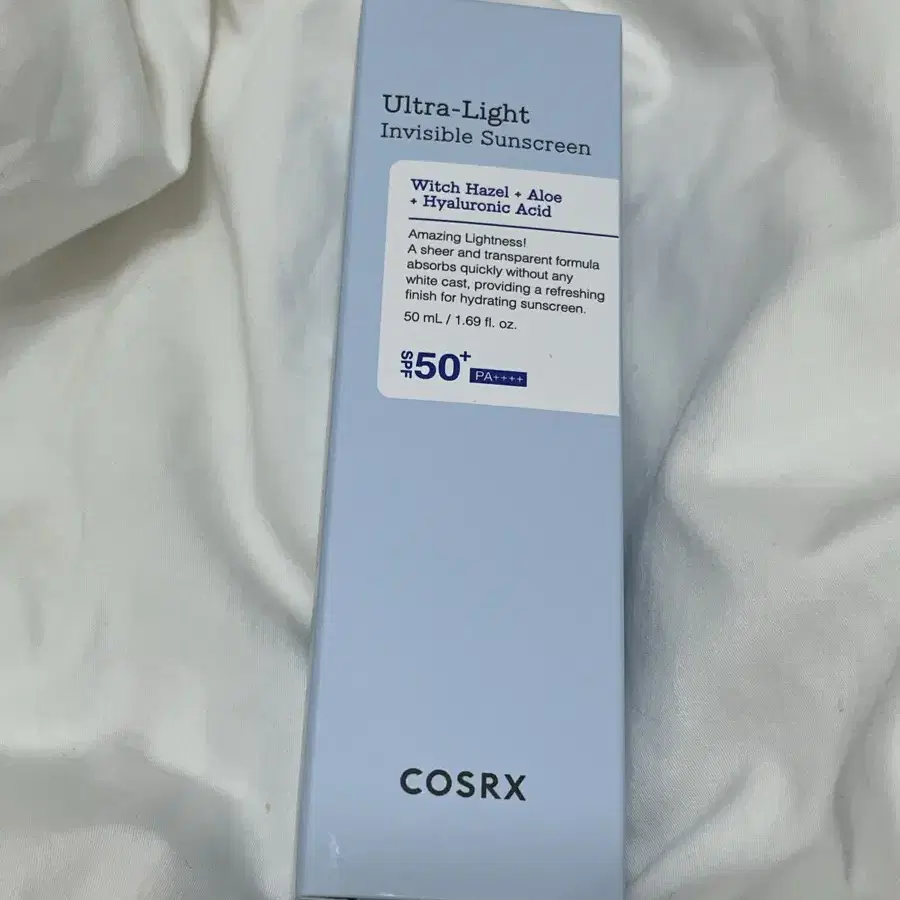 Ultra-Light
Invisible Sunscreen
Witch Hazel + Aloe
+ Hyaluronic Acid
Amazing Lightness!
A sheer and transparent formula
absorbs quickly without any
white cast, providing a refreshing
finish for hydrating sunscreen.
50 mL / 1.69 fl. oz.
SPF 50+ PA++++
COSRX